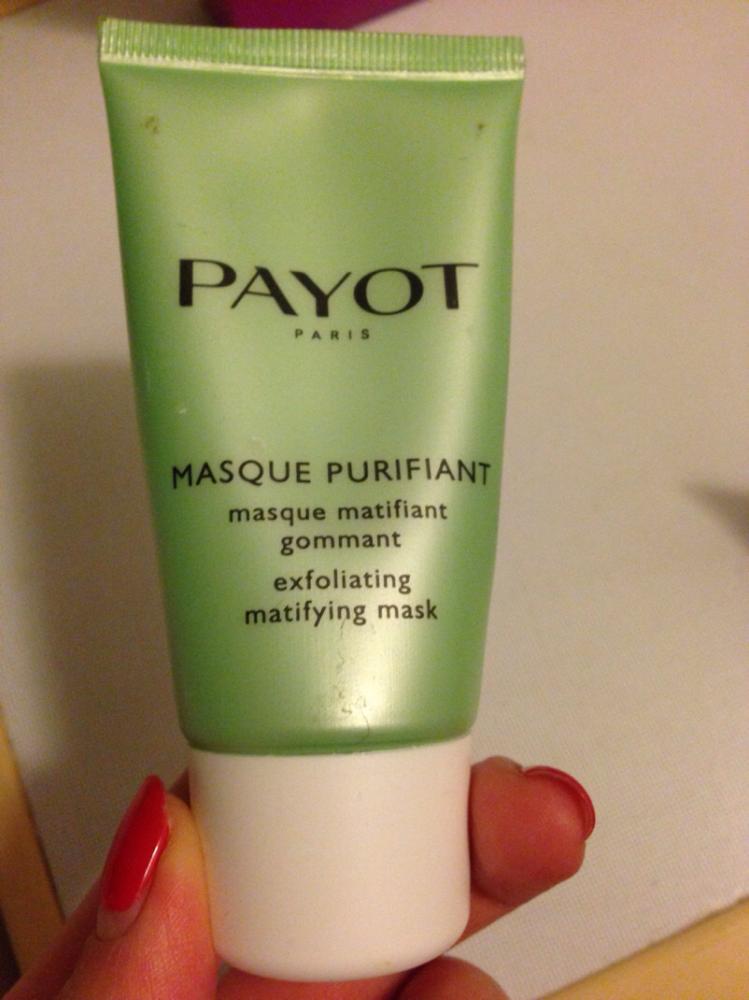 PAYOT
PARIS
MASQUE PURIFIANT
masque matifiant
gommant
exfoliating
matifying mask